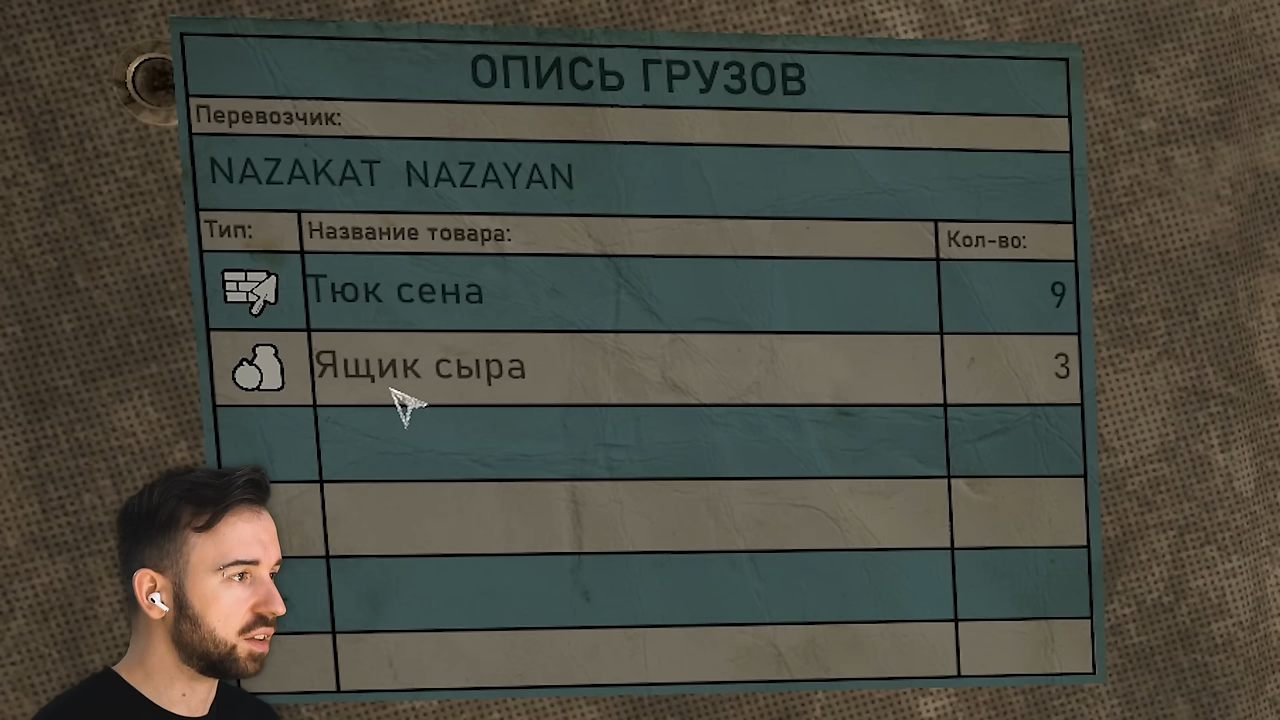 ОПИСЬ ГРУЗОВ
Перевозчик:
NAZAKAT NAZAYAN
Тип: Название товара: Кол-во:
Тюк сена 9
Ящик сыра 3